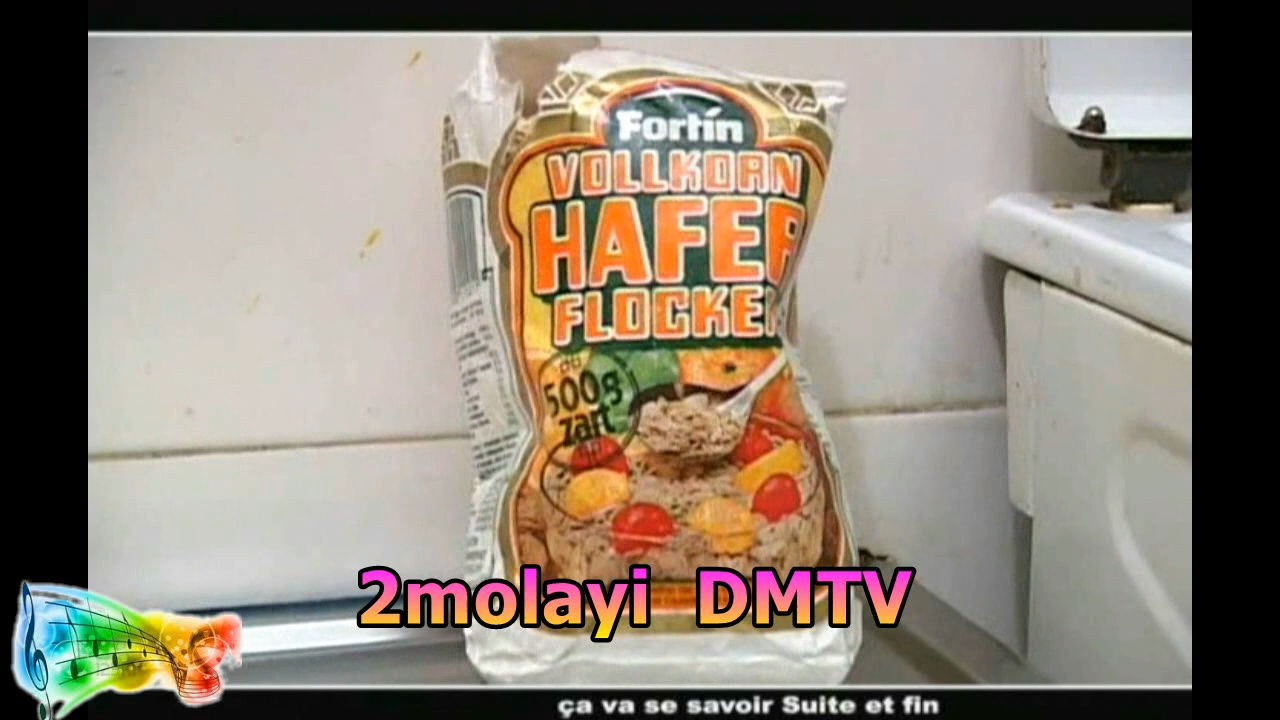 Fortin
VOLLKORN
HAFER
FLOCKEN
500g
zart
2molayi DMTV
ça va se savoir Suite et fin